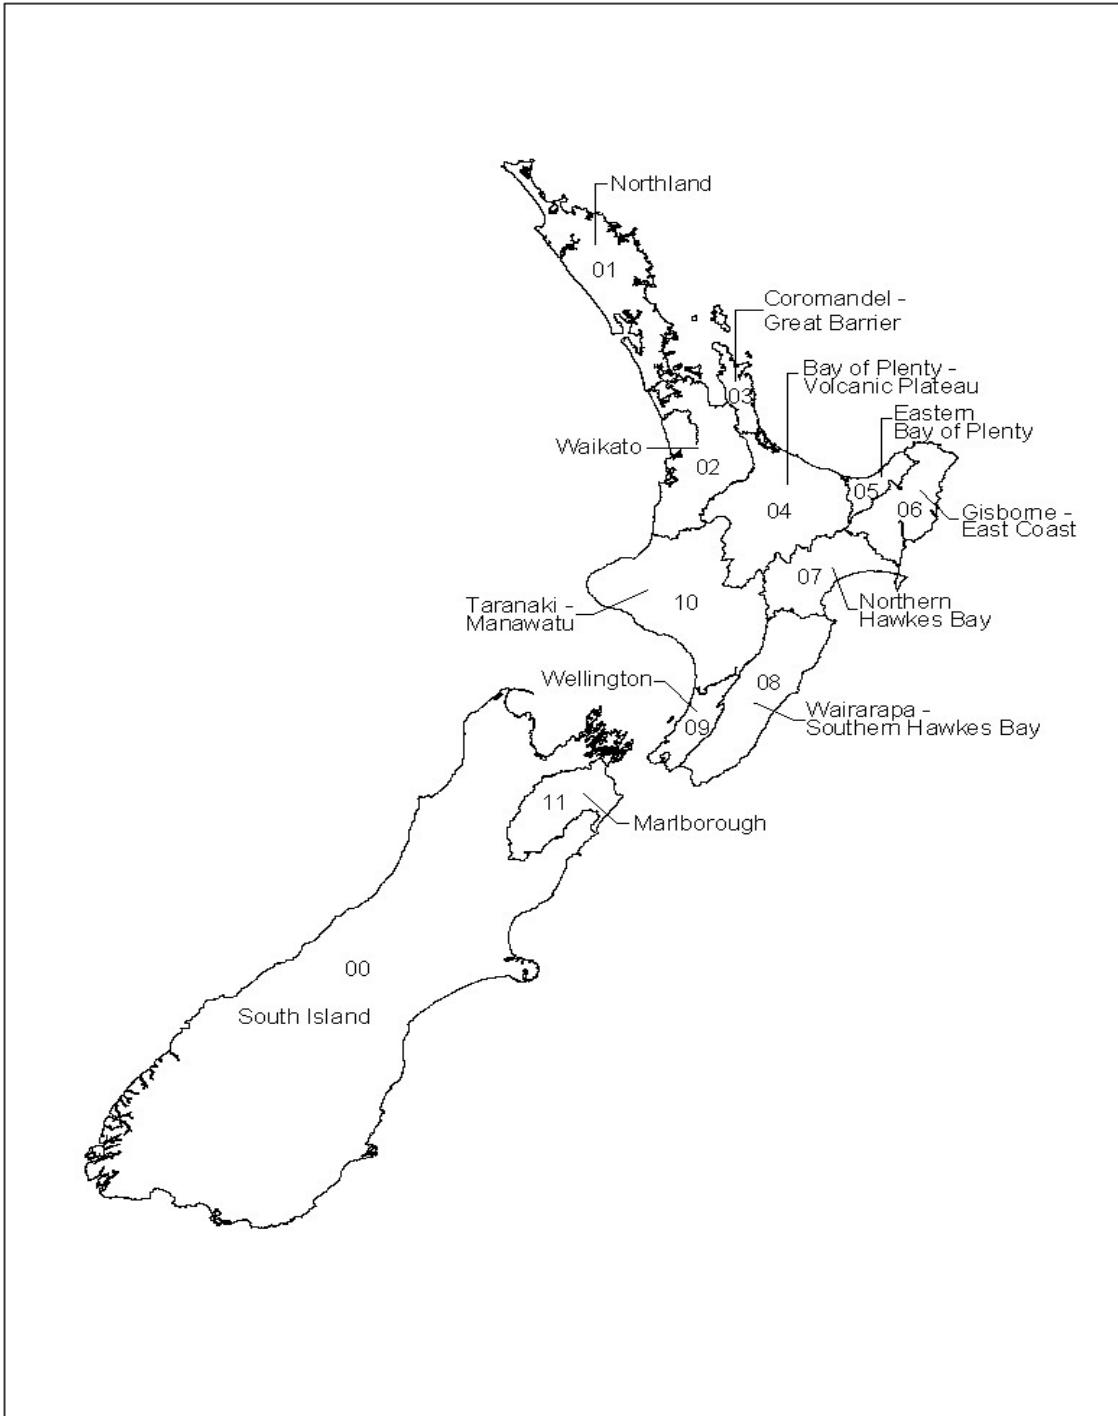 Northland
01
Coromandel -
Great Barrier
03
Bay of Plenty -
Volcanic Plateau
Eastern
Bay of Plenty
Waikato
02
05
04
06
Gisborne -
East Coast
07
Northern
Hawkes Bay
Taranaki -
Manawatu
10
Wellington
08
09
Wairarapa -
Southern Hawkes Bay
11
Marlborough
00
South Island